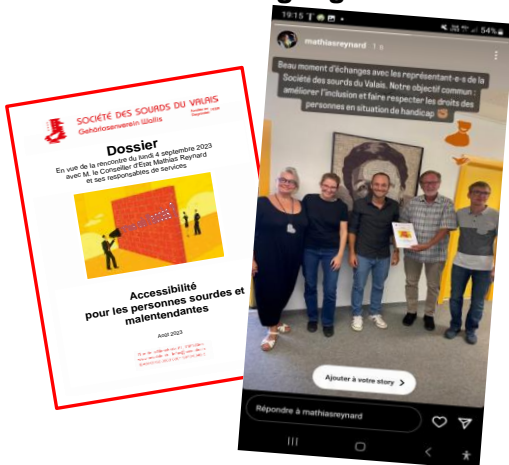 SOCIÉTÉ DES SOURDS DU VALAIS
Gehörlosenverein Wallis
Dossier
En vue de la rencontre du lundi 4 septembre 2023
avec M. le Conseiller d'Etat Mathias Reynard
et ses responsables de services
Accessibilité
pour les personnes sourdes et
malentendantes
Août 2023
19:15
54%
mathiasreynard 1 s
Beau moment d'échanges avec les représentant·e·s de la
Société des sourds du Valais. Notre objectif commun :
améliorer l'inclusion et faire respecter les droits des
personnes en situation de handicap
Ajouter à votre story >
Répondre à mathiasreynard